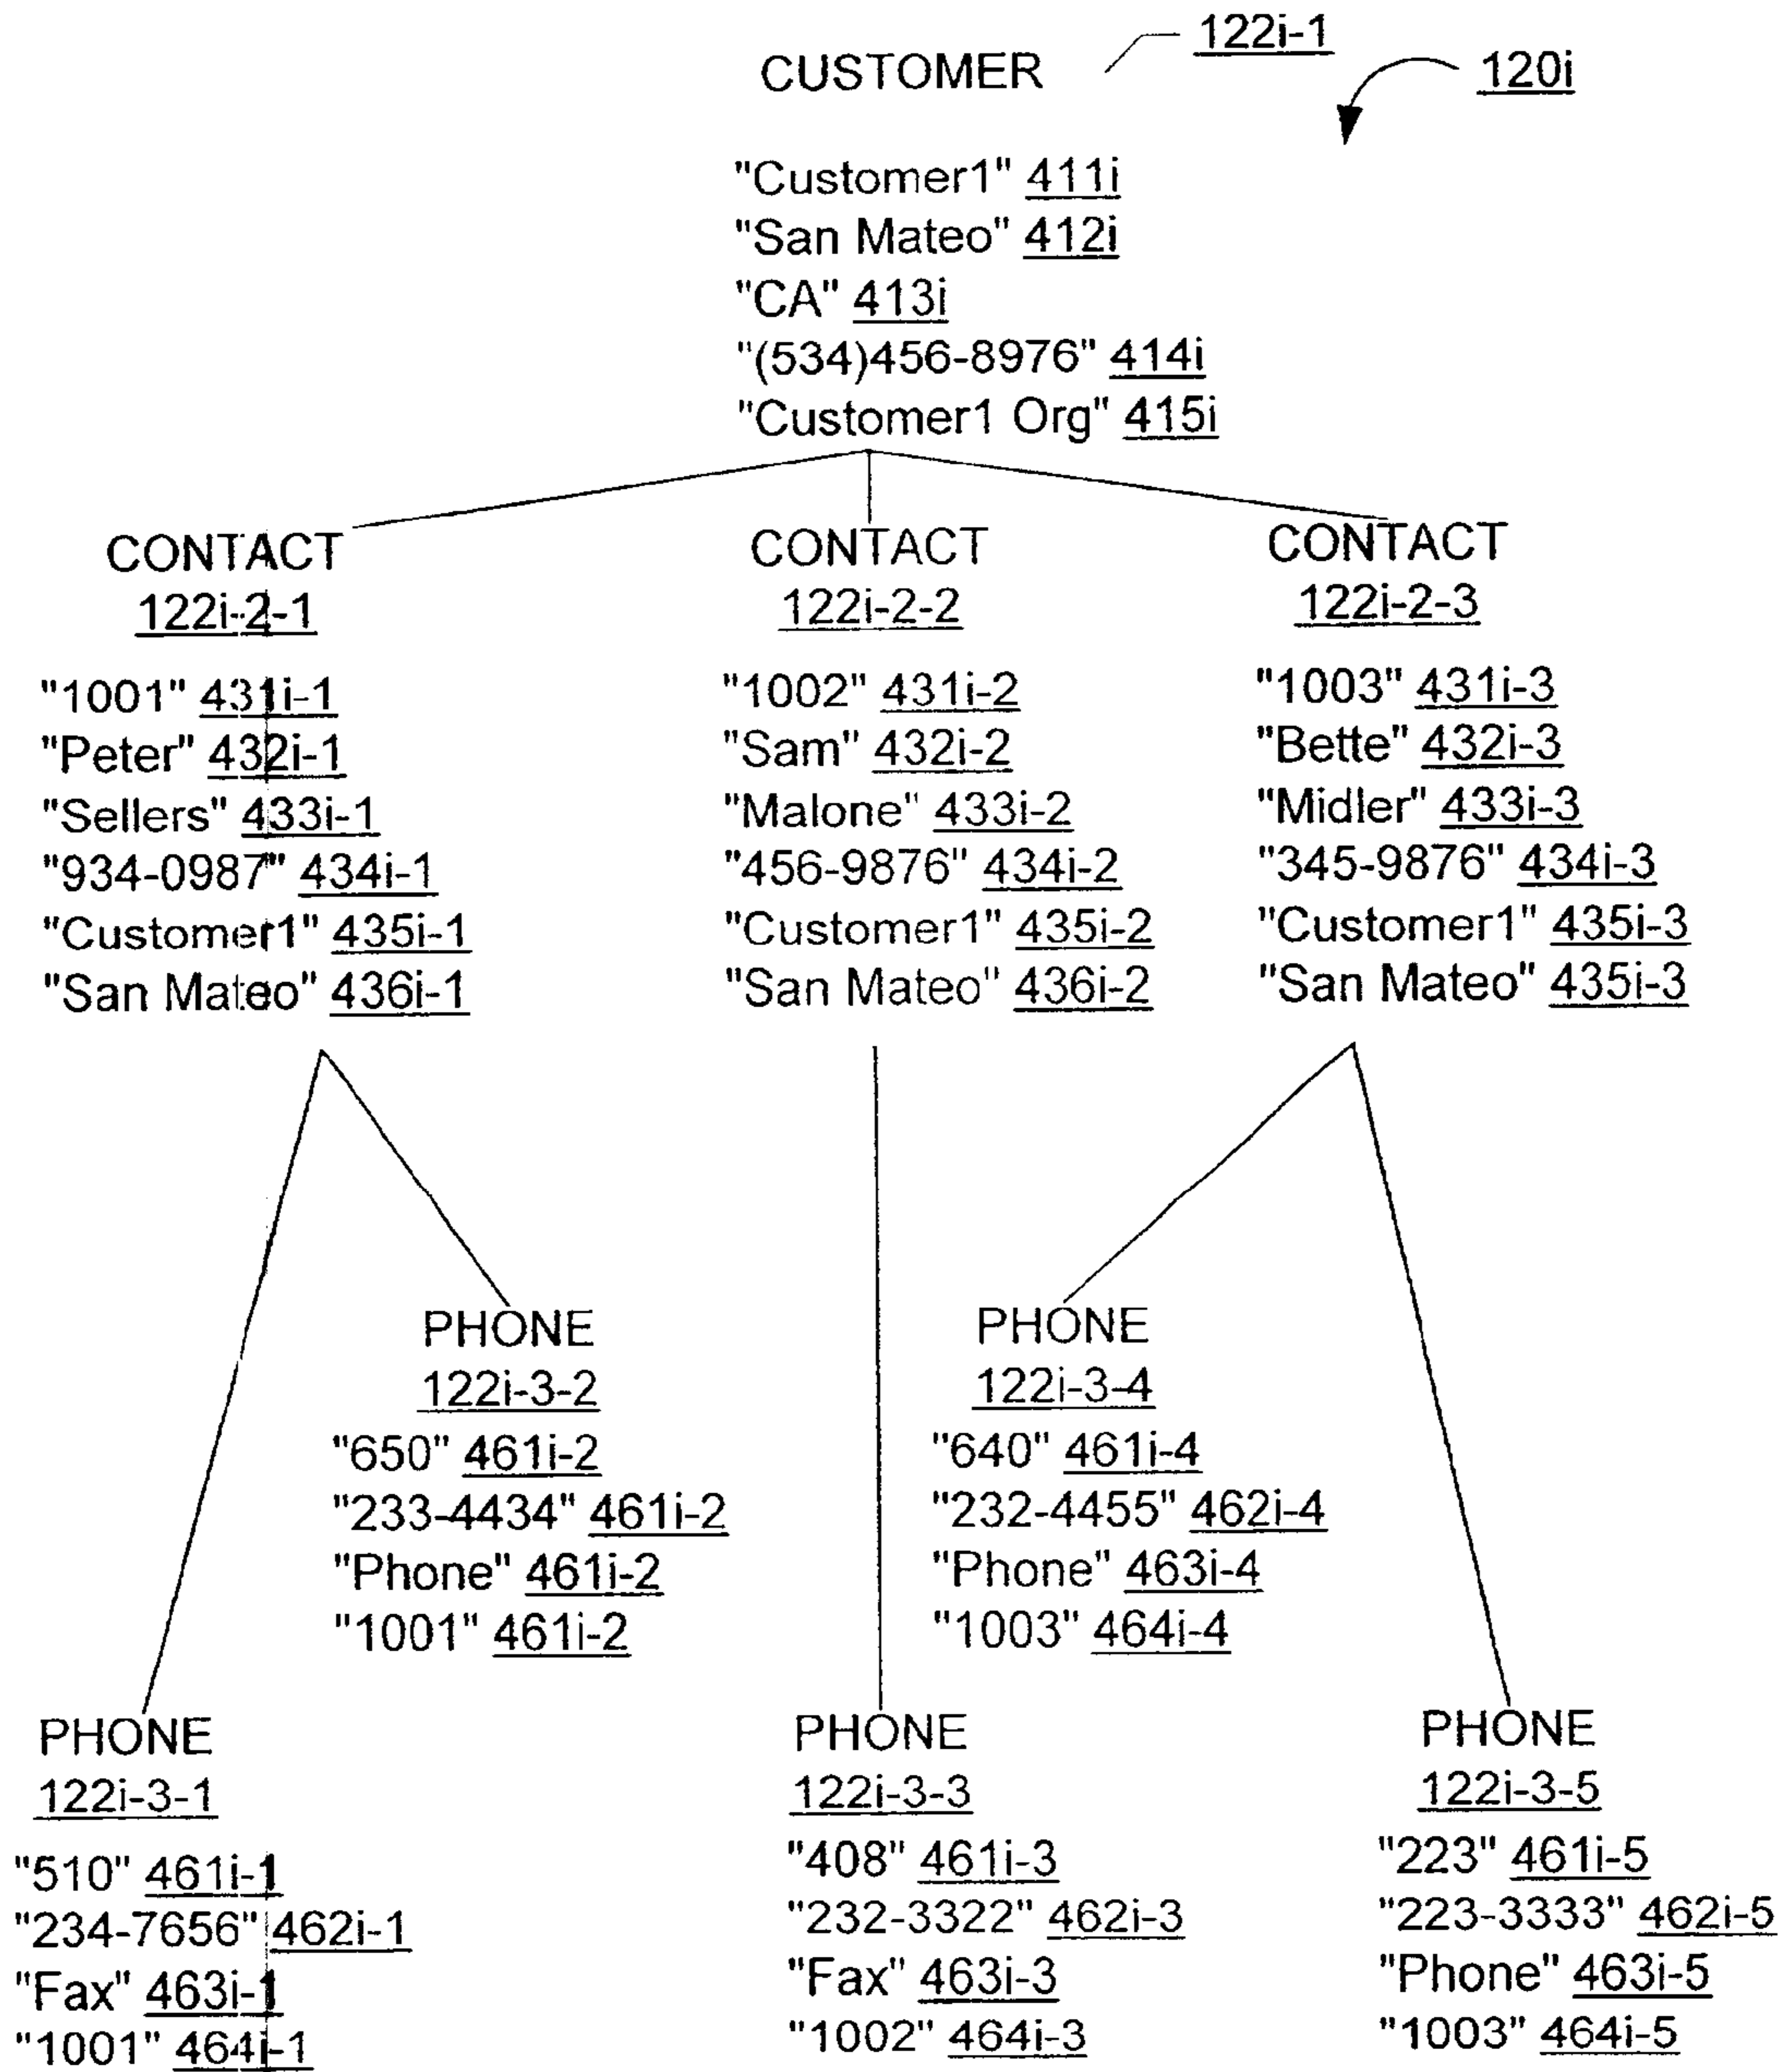 CUSTOMER 122i-1
120i
"Customer1" 411i
"San Mateo" 412i
"CA" 413i
"(534)456-8976" 414i
"Customer1 Org" 415i
CONTACT
122i-2-1
"1001" 431i-1
"Peter" 432i-1
"Sellers" 433i-1
"934-0987" 434i-1
"Customer1" 435i-1
"San Mateo" 436i-1
CONTACT
122i-2-2
"1002" 431i-2
"Sam" 432i-2
"Malone" 433i-2
"456-9876" 434i-2
"Customer1" 435i-2
"San Mateo" 436i-2
CONTACT
122i-2-3
"1003" 431i-3
"Bette" 432i-3
"Midler" 433i-3
"345-9876" 434i-3
"Customer1" 435i-3
"San Mateo" 435i-3
PHONE
122i-3-2
"650" 461i-2
"233-4434" 461i-2
"Phone" 461i-2
"1001" 461i-2
PHONE
122i-3-4
"640" 461i-4
"232-4455" 462i-4
"Phone" 463i-4
"1003" 464i-4
PHONE
122i-3-1
"510" 461i-1
"234-7656" 462i-1
"Fax" 463i-1
"1001" 464i-1
PHONE
122i-3-3
"408" 461i-3
"232-3322" 462i-3
"Fax" 463i-3
"1002" 464i-3
PHONE
122i-3-5
"223" 461i-5
"223-3333" 462i-5
"Phone" 463i-5
"1003" 464i-5